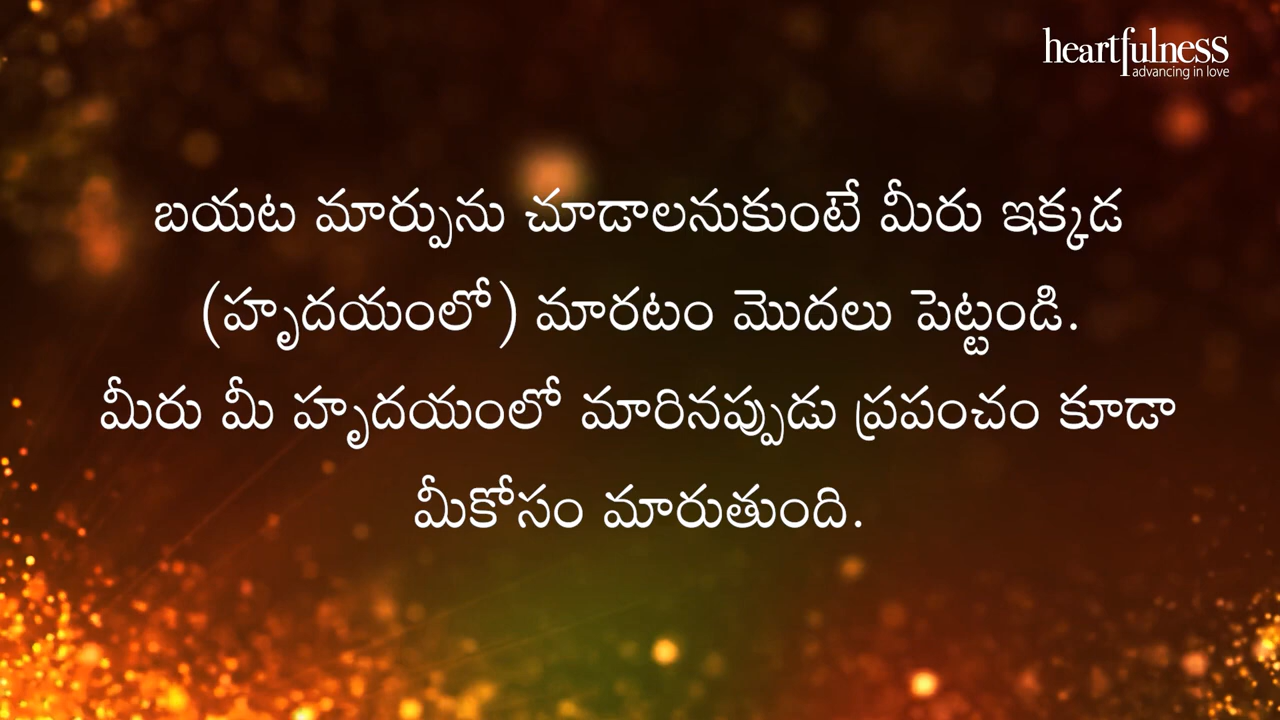 heartfulness
advancing in love
బయట మార్పును చూడాలనుకుంటే మీరు ఇక్కడ
(హృదయంలో) మారటం మొదలు పెట్టండి.
మీరు మీ హృదయంలో మారినప్పుడు ప్రపంచం కూడా
మీకోసం మారుతుంది.